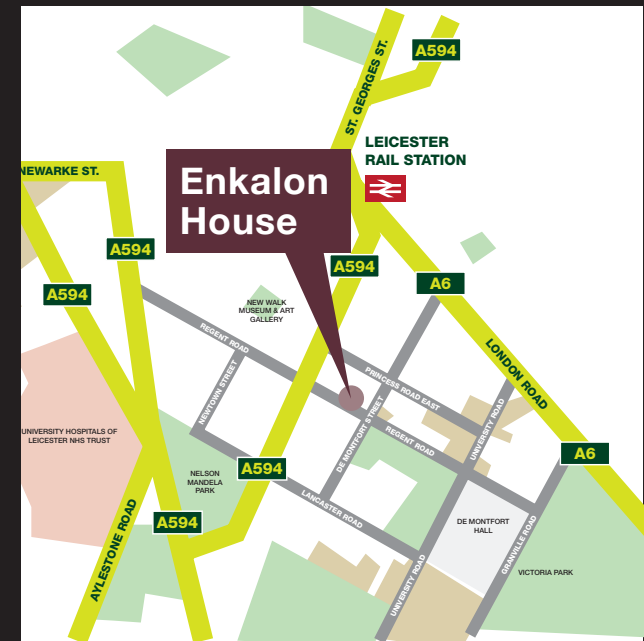 A594
ST. GEORGES ST.
LEICESTER
RAIL STATION
NEWARKE ST.
Enkalon
House
A594
A594
A594
A6
NEW WALK
MUSEUM & ART
GALLERY
REGENT ROAD
LONDON ROAD
PRINCESS ROAD EAST
NEWTOWN STREET
DE MONTFORT STREET
UNIVERSITY ROAD
REGENT ROAD
UNIVERSITY HOSPITALS OF
LEICESTER NHS TRUST
A6
A594
NELSON
MANDELA
PARK
LANCASTER ROAD
A594
DE MONTFORT
HALL
GRANVILLE ROAD
AYLESTONE ROAD
VICTORIA PARK
UNIVERSITY ROAD